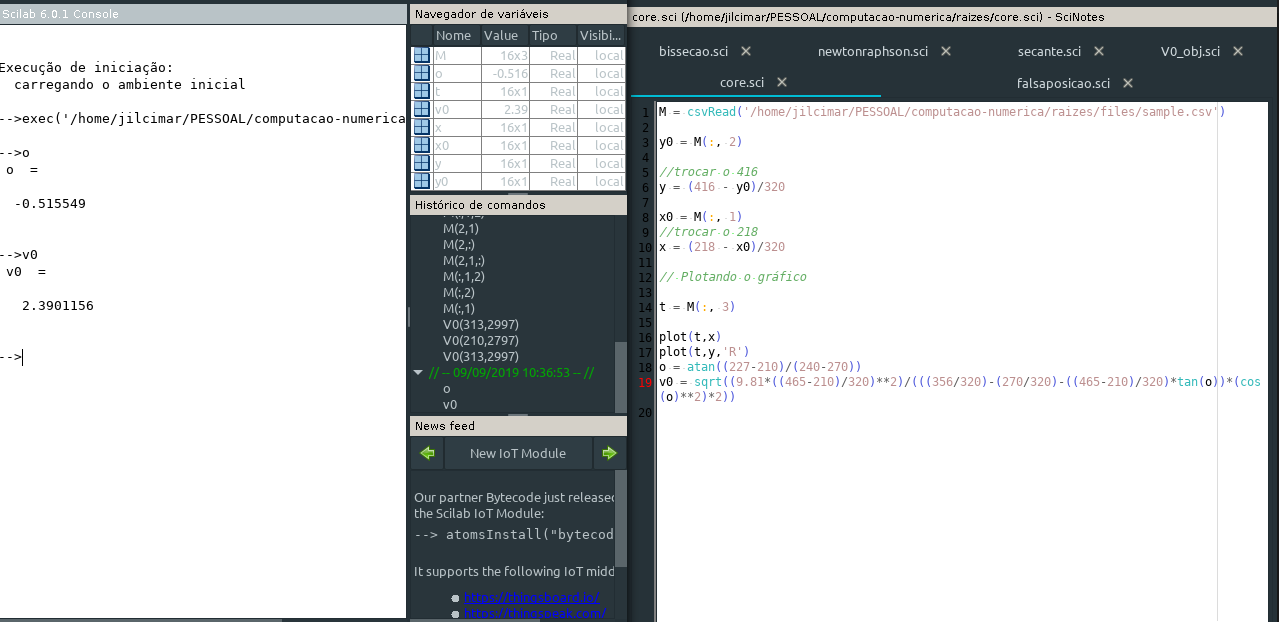 Scilab 6.0.1 Console
Execução de iniciação:
carregando o ambiente inicial
-->exec('/home/jilcimar/PESSOAL/computacao-numerica
-->o
o =
-0.515549
-->v0
v0 =
2.3901156
-->
Navegador de variáveis
Nome Value Tipo Visibi...
M 16x3 Real local
o -0.516 Real local
t 16x1 Real local
v0 2.39 Real local
x 16x1 Real local
x0 16x1 Real local
y 16x1 Real local
y0 16x1 Real local
Histórico de comandos
M(2,1)
M(2,:)
M(2,1,:)
M(:,1,2)
M(:,2)
M(:,1)
V0(313,2997)
V0(210,2797)
V0(313,2997)
// -- 09/09/2019 10:36:53 -- //
o
v0
News feed
New IoT Module
Our partner Bytecode just released
the Scilab IoT Module:
--> atomsInstall("bytecod
It supports the following IoT midd
https://thingsboard.io/
https://thingspeak.com/
core.sci (/home/jilcimar/PESSOAL/computacao-numerica/raizes/core.sci) - SciNotes
bissecao.sci newtonraphson.sci secante.sci V0_obj.sci
core.sci falsaposicao.sci
1 M = csvRead('/home/jilcimar/PESSOAL/computacao-numerica/raizes/files/sample.csv')
2
3 y0 = M(:, 2)
4
5 //trocar o 416
6 y = (416 - y0)/320
7
8 x0 = M(:, 1)
9 //trocar o 218
10 x = (218 - x0)/320
11
12 // Plotando o gráfico
13
14 t = M(:, 3)
15
16 plot(t,x)
17 plot(t,y,'R')
18 o = atan((227-210)/(240-270))
19 v0 = sqrt((9.81*((465-210)/320)**2)/(((356/320)-(270/320)-((465-210)/320)*tan(o))*(cos
(o)**2)*2))
20